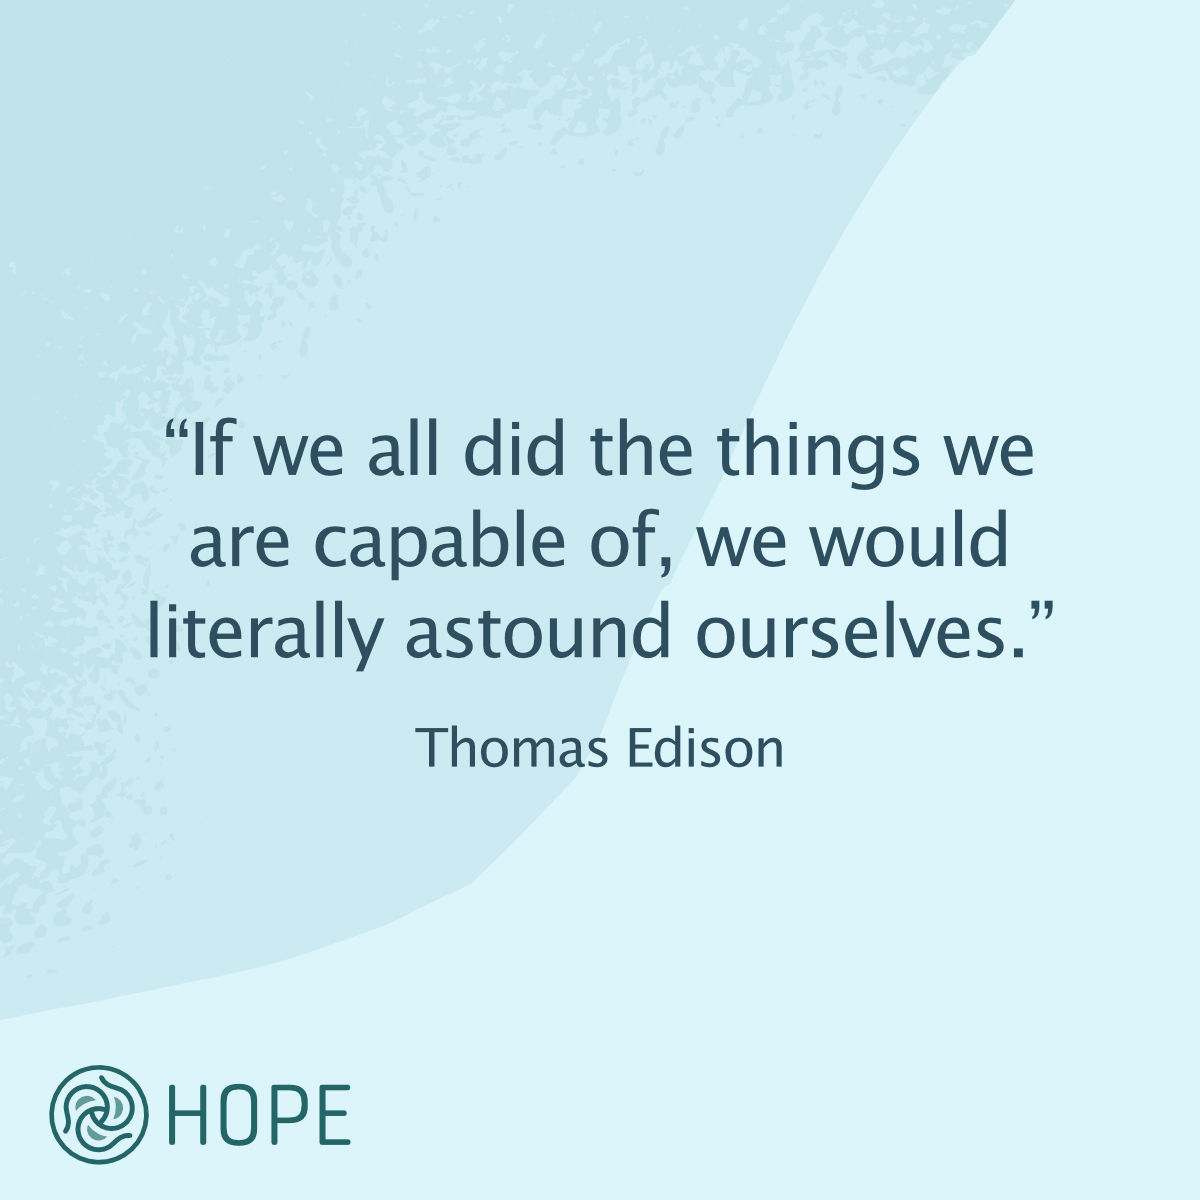 “If we all did the things we
are capable of, we would
literally astound ourselves.”
Thomas Edison
HOPE